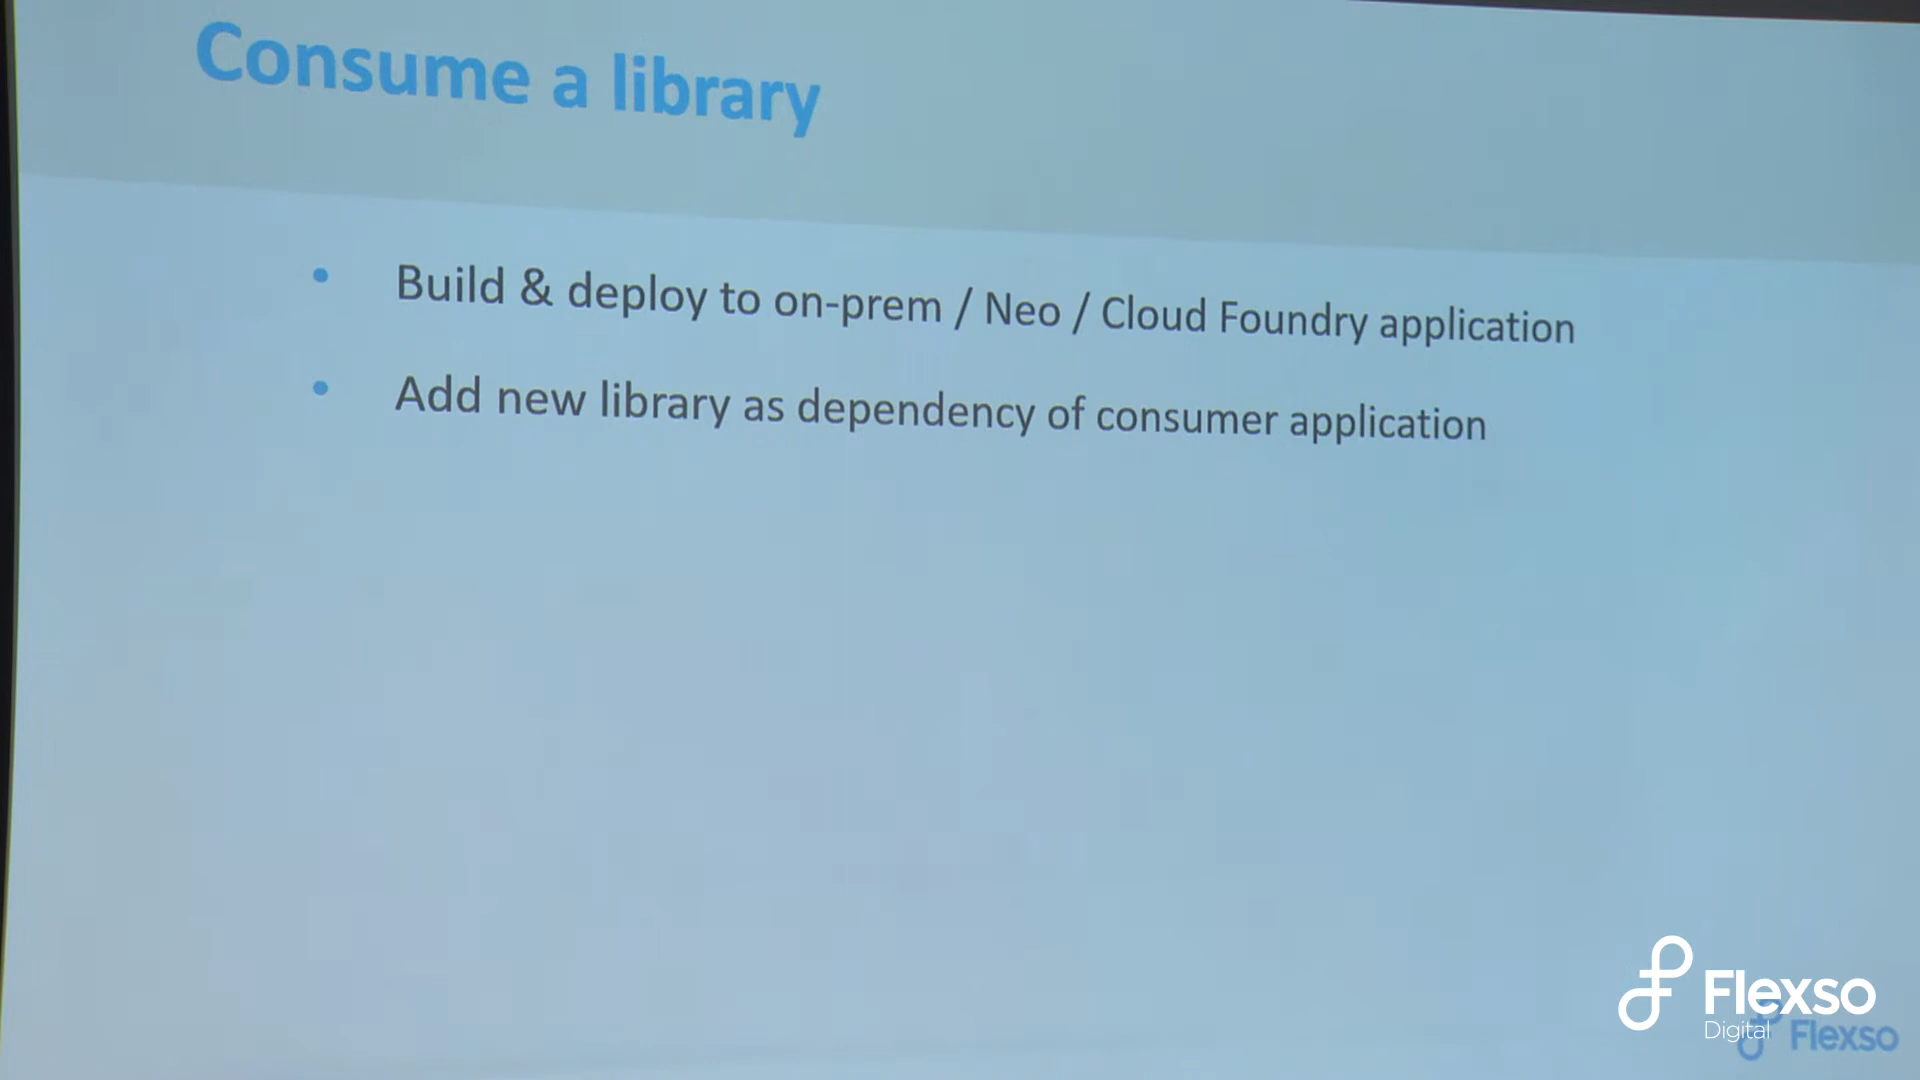 Consume a library
• Build & deploy to on-prem / Neo / Cloud Foundry application
• Add new library as dependency of consumer application
Flexso
Digital
Flexso